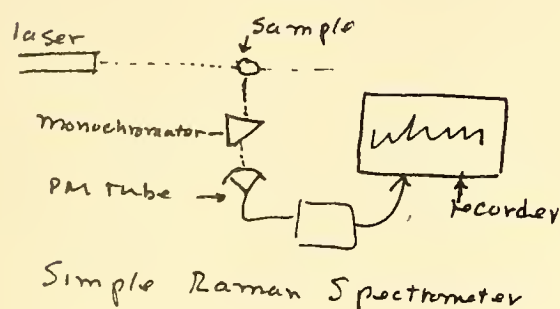 laser
sample
monochromator
PM tube
recorder
Simple Raman Spectrometer